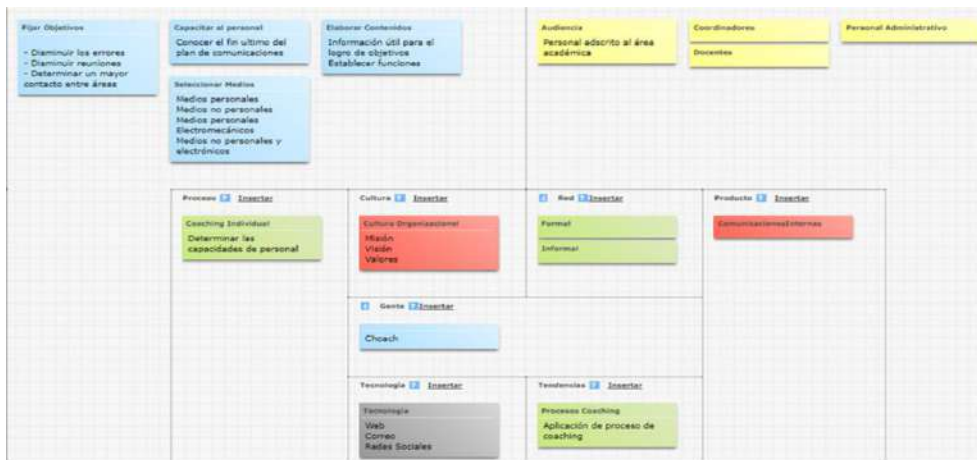 Fijar Objetivos
- Disminuir los errores
- Disminuir reuniones
- Determinar un mayor
contacto entre áreas
Capacitar al personal
Conocer el fin ultimo del
plan de comunicaciones
Elaborar Contenidos
Información útil para el
logro de objetivos
Establecer funciones
Seleccionar Medios
Medios personales
Medios no personales
Medios personales
Electromecánicos
Medios no personales y
electrónicos
Audiencia
Personal adscrito al área
académica
Coordinadores
Docentes
Personal Administrativo
Proceso ? Insertar
Coaching Individual
Determinar las
capacidades de personal
Cultura ? Insertar
Cultura Organizacional
Misión
Visión
Valores
Red Insertar
Formal
Informal
Producto ? Insertar
ComunicacionesInternas
Gente Insertar
Choach
Tecnología ? Insertar
Tecnología
Web
Correo
Redes Sociales
Tendencias ? Insertar
Procesos Coaching
Aplicación de proceso de
coaching